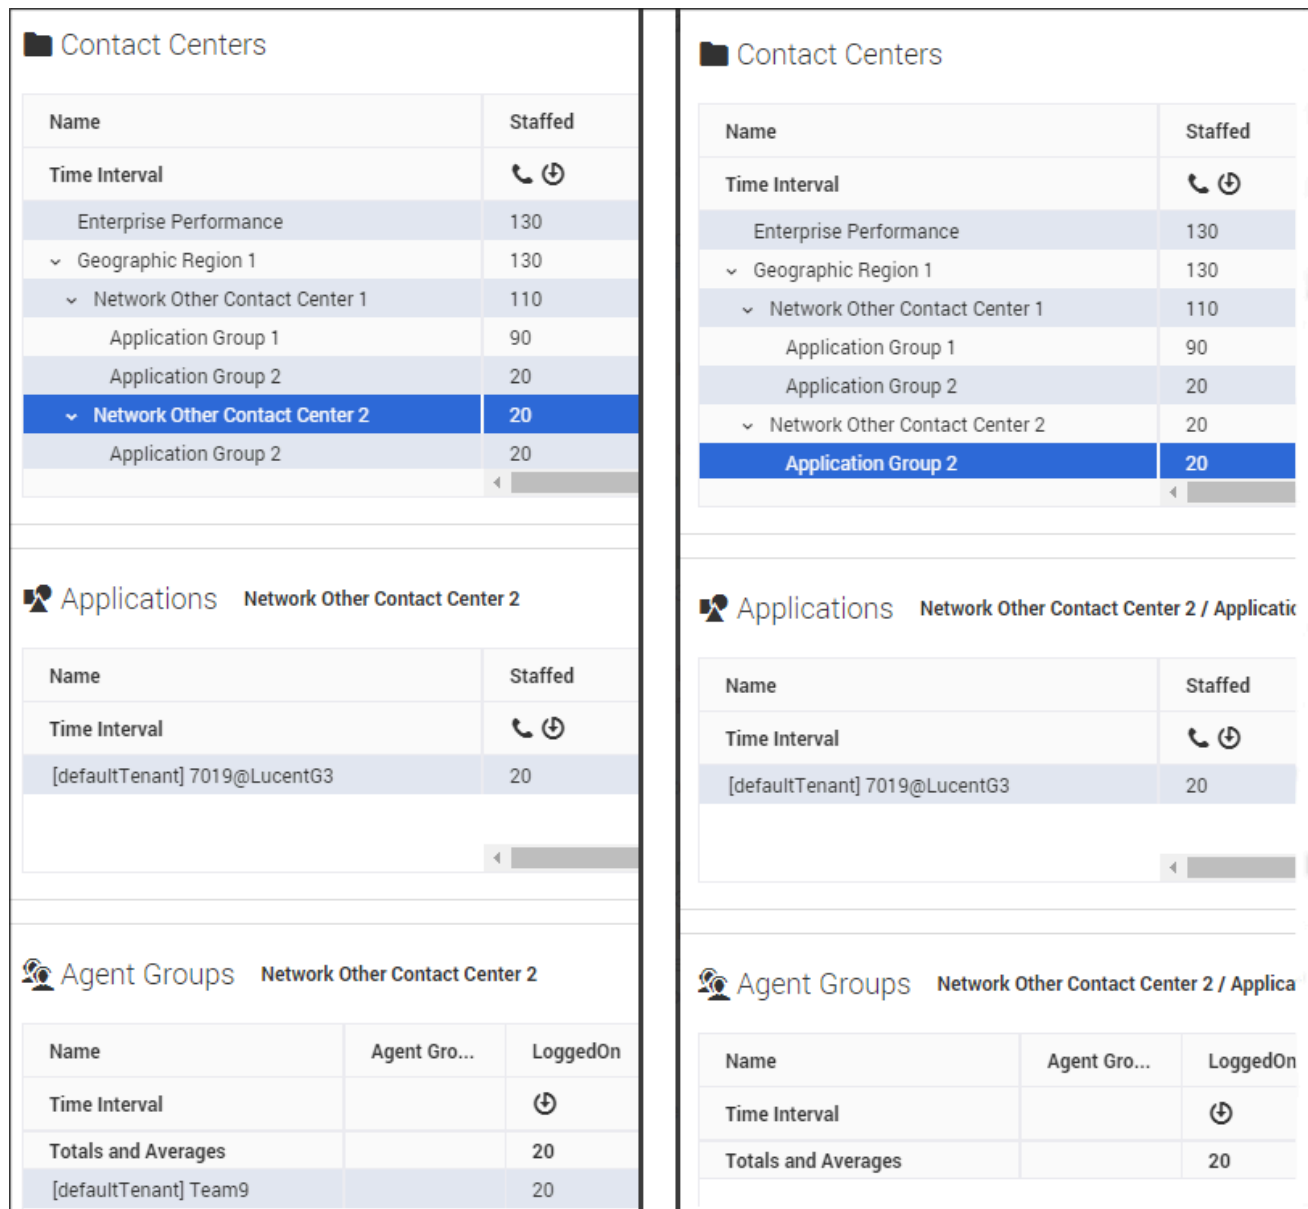 Contact Centers
Name Staffed
Time Interval
Enterprise Performance 130
Geographic Region 1 130
Network Other Contact Center 1 110
Application Group 1 90
Application Group 2 20
Network Other Contact Center 2 20
Application Group 2 20
Applications Network Other Contact Center 2
Name Staffed
Time Interval
[defaultTenant] 7019@LucentG3 20
Agent Groups Network Other Contact Center 2
Name Agent Gro... LoggedOn
Time Interval
Totals and Averages 20
[defaultTenant] Team9 20
Contact Centers
Name Staffed
Time Interval
Enterprise Performance 130
Geographic Region 1 130
Network Other Contact Center 1 110
Application Group 1 90
Application Group 2 20
Network Other Contact Center 2 20
Application Group 2 20
Applications Network Other Contact Center 2 / Applicatic
Name Staffed
Time Interval
[defaultTenant] 7019@LucentG3 20
Agent Groups Network Other Contact Center 2 / Applica
Name Agent Gro... LoggedOn
Time Interval
Totals and Averages 20